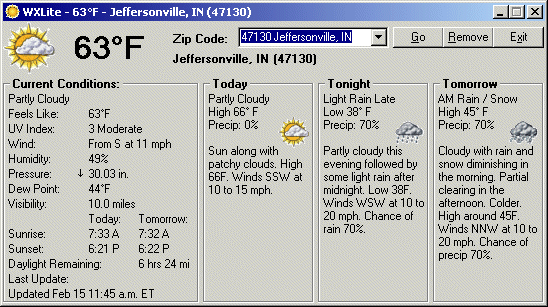 WXLite - 63°F - Jeffersonville, IN (47130)
63°F
Zip Code: 47130 Jeffersonville, IN Go Remove Exit
Jeffersonville, IN (47130)
Current Conditions:
Partly Cloudy
Feels Like: 63°F
UV Index: 3 Moderate
Wind: From S at 11 mph
Humidity: 49%
Pressure: ↓ 30.03 in.
Dew Point: 44°F
Visibility: 10.0 miles
Today: Tomorrow:
Sunrise: 7:33 A 7:32 A
Sunset: 6:21 P 6:22 P
Daylight Remaining: 6 hrs 24 mi
Last Update:
Updated Feb 15 11:45 a.m. ET
Today
Partly Cloudy
High 66° F
Precip: 0%
Sun along with
patchy clouds. High
66F. Winds SSW at
10 to 15 mph.
Tonight
Light Rain Late
Low 38° F
Precip: 70%
Partly cloudy this
evening followed by
some light rain after
midnight. Low 38F.
Winds WSW at 10 to
20 mph. Chance of
rain 70%.
Tomorrow
AM Rain / Snow
High 45° F
Precip: 70%
Cloudy with rain and
snow diminishing in
the morning. Partial
clearing in the
afternoon. Colder.
High around 45F.
Winds NNW at 10 to
20 mph. Chance of
precip 70%.